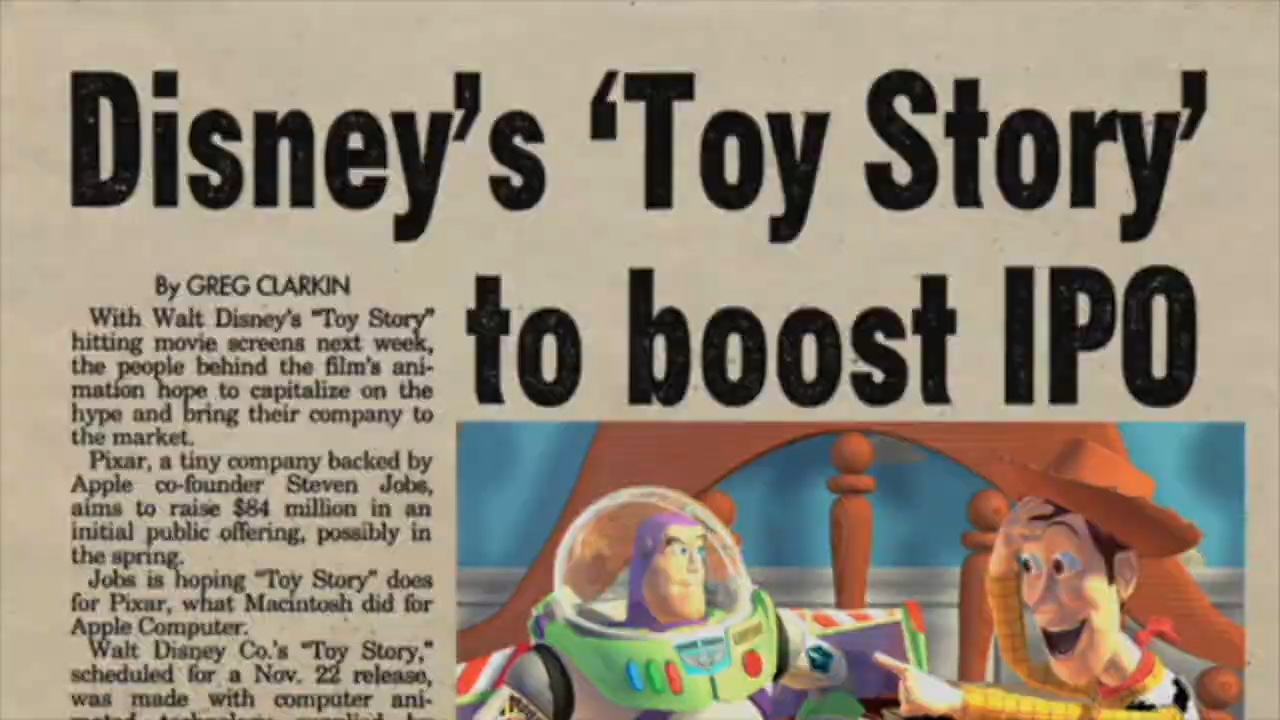 Disney's 'Toy Story'
to boost IPO
By GREG CLARKIN
With Walt Disney's "Toy Story"
hitting movie screens next week,
the people behind the film's ani-
mation hope to capitalize on the
hype and bring their company to
the market.
Pixar, a tiny company backed by
Apple co-founder Steven Jobs,
aims to raise $84 million in an
initial public offering, possibly in
the spring.
Jobs is hoping "Toy Story" does
for Pixar, what Macintosh did for
Apple Computer.
Walt Disney Co.'s "Toy Story,"
scheduled for a Nov. 22 release,
was made with computer ani-
mated technology supplied by